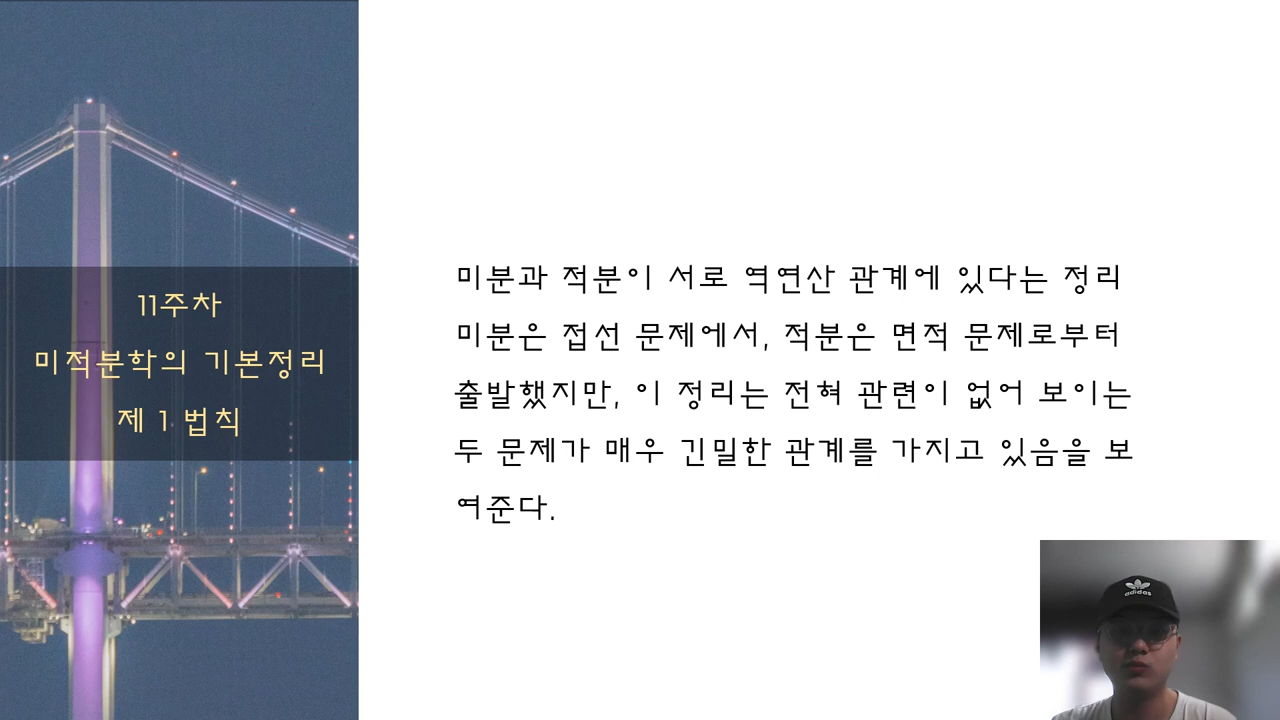 11주차
미적분학의 기본정리
제 1 법칙
미분과 적분이 서로 역연산 관계에 있다는 정리
미분은 접선 문제에서, 적분은 면적 문제로부터
출발했지만, 이 정리는 전혀 관련이 없어 보이는
두 문제가 매우 긴밀한 관계를 가지고 있음을 보
여준다.
adidas